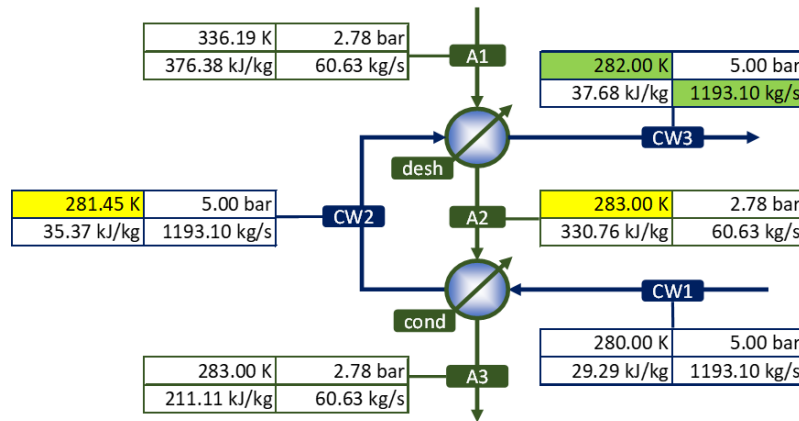 336.19 K 2.78 bar
376.38 kJ/kg 60.63 kg/s
A1
282.00 K 5.00 bar
37.68 kJ/kg 1193.10 kg/s
CW3
desh
281.45 K 5.00 bar
35.37 kJ/kg 1193.10 kg/s
CW2
A2
283.00 K 2.78 bar
330.76 kJ/kg 60.63 kg/s
CW1
cond
280.00 K 5.00 bar
29.29 kJ/kg 1193.10 kg/s
283.00 K 2.78 bar
211.11 kJ/kg 60.63 kg/s
A3